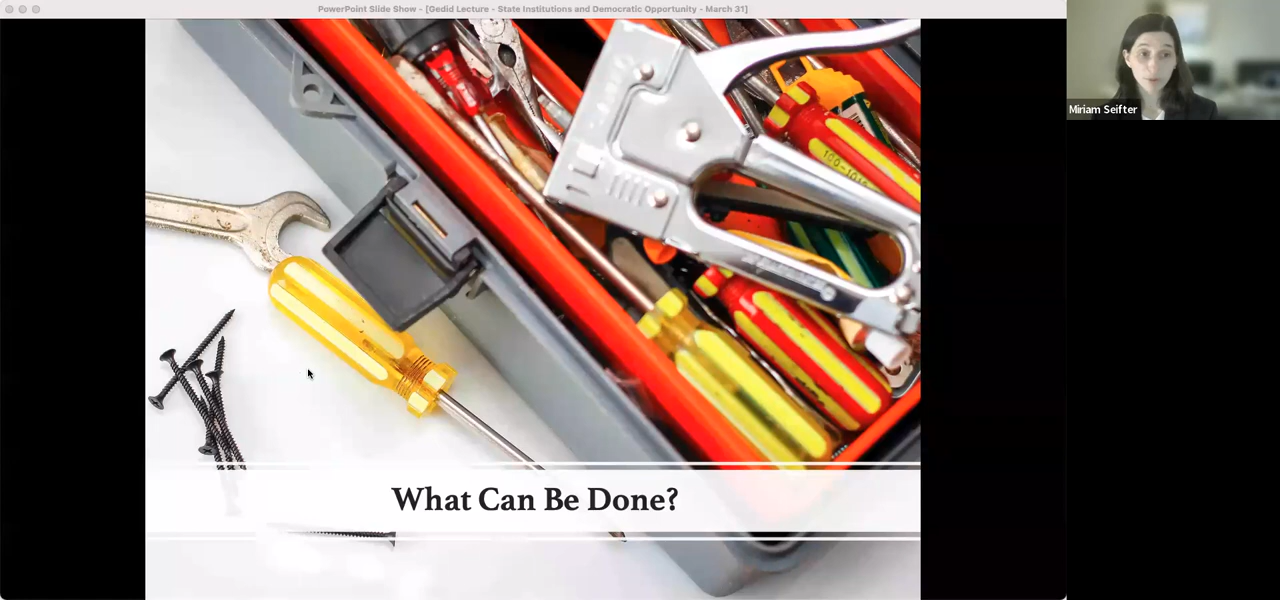 PowerPoint Slide Show - [Gedid Lecture - State Institutions and Democratic Opportunity - March 31]
Miriam Seifter
What Can Be Done?